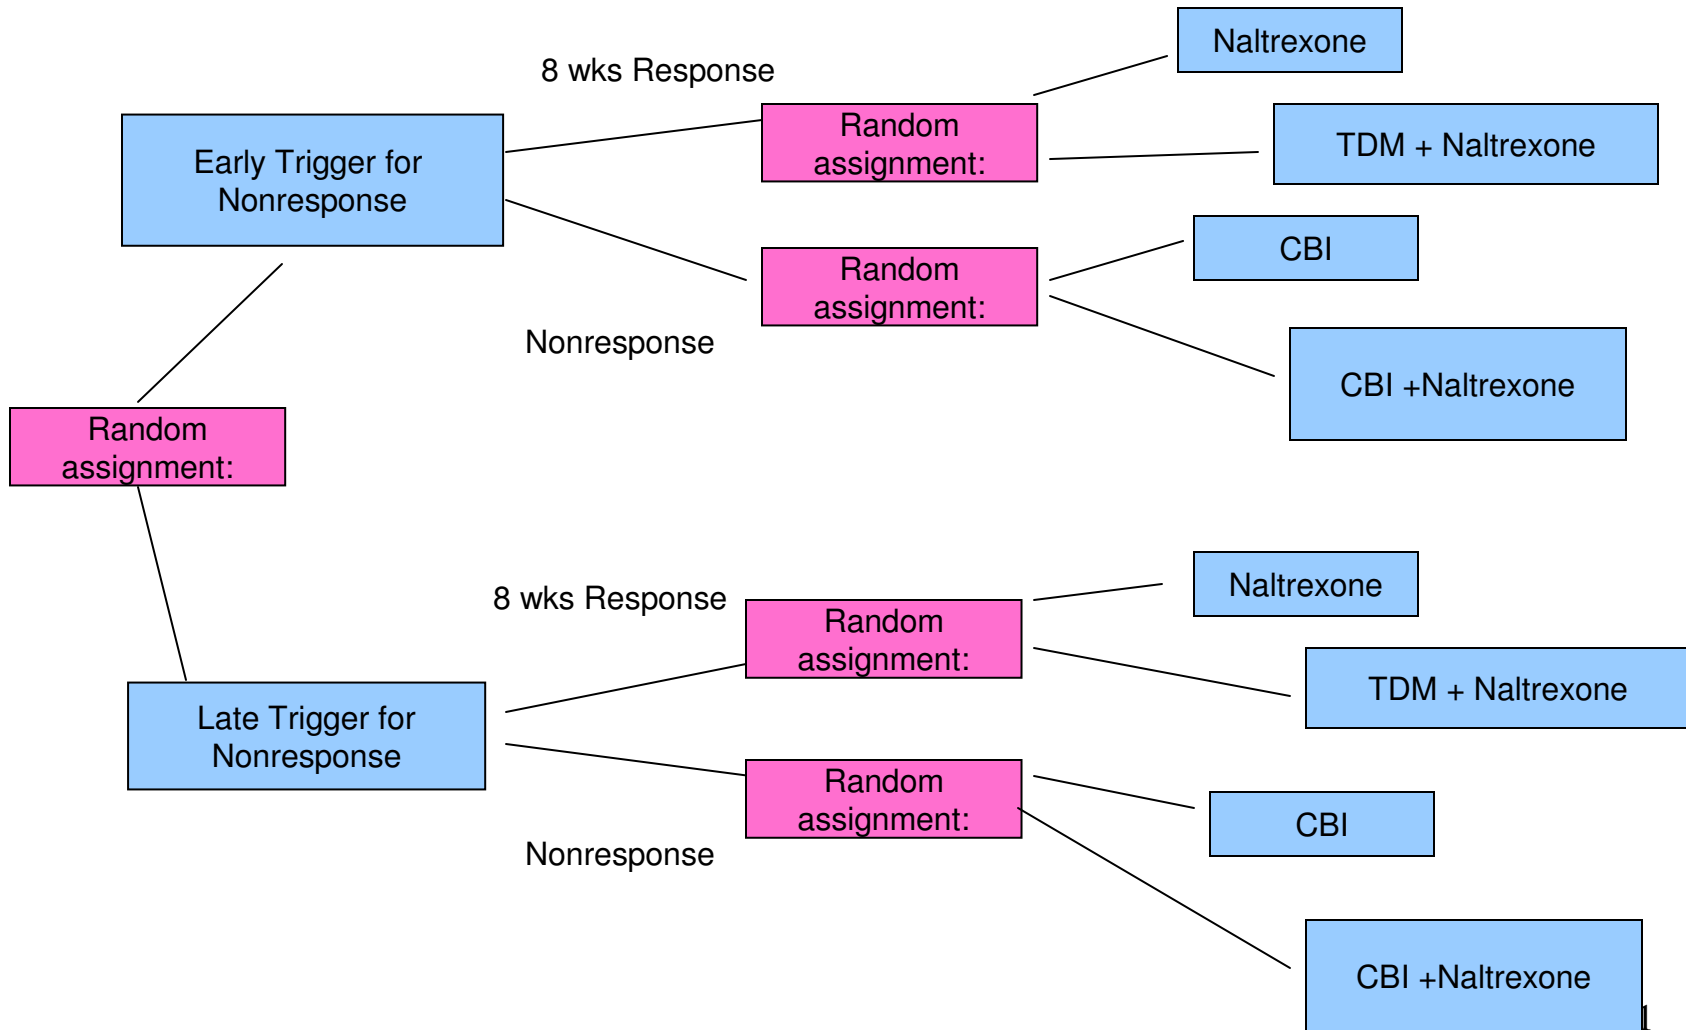 Naltrexone
8 wks Response
Random
assignment:
TDM + Naltrexone
Early Trigger for
Nonresponse
CBI
Random
assignment:
Nonresponse
CBI +Naltrexone
Random
assignment:
Naltrexone
8 wks Response
Random
assignment:
TDM + Naltrexone
Late Trigger for
Nonresponse
Random
assignment:
CBI
Nonresponse
CBI +Naltrexone